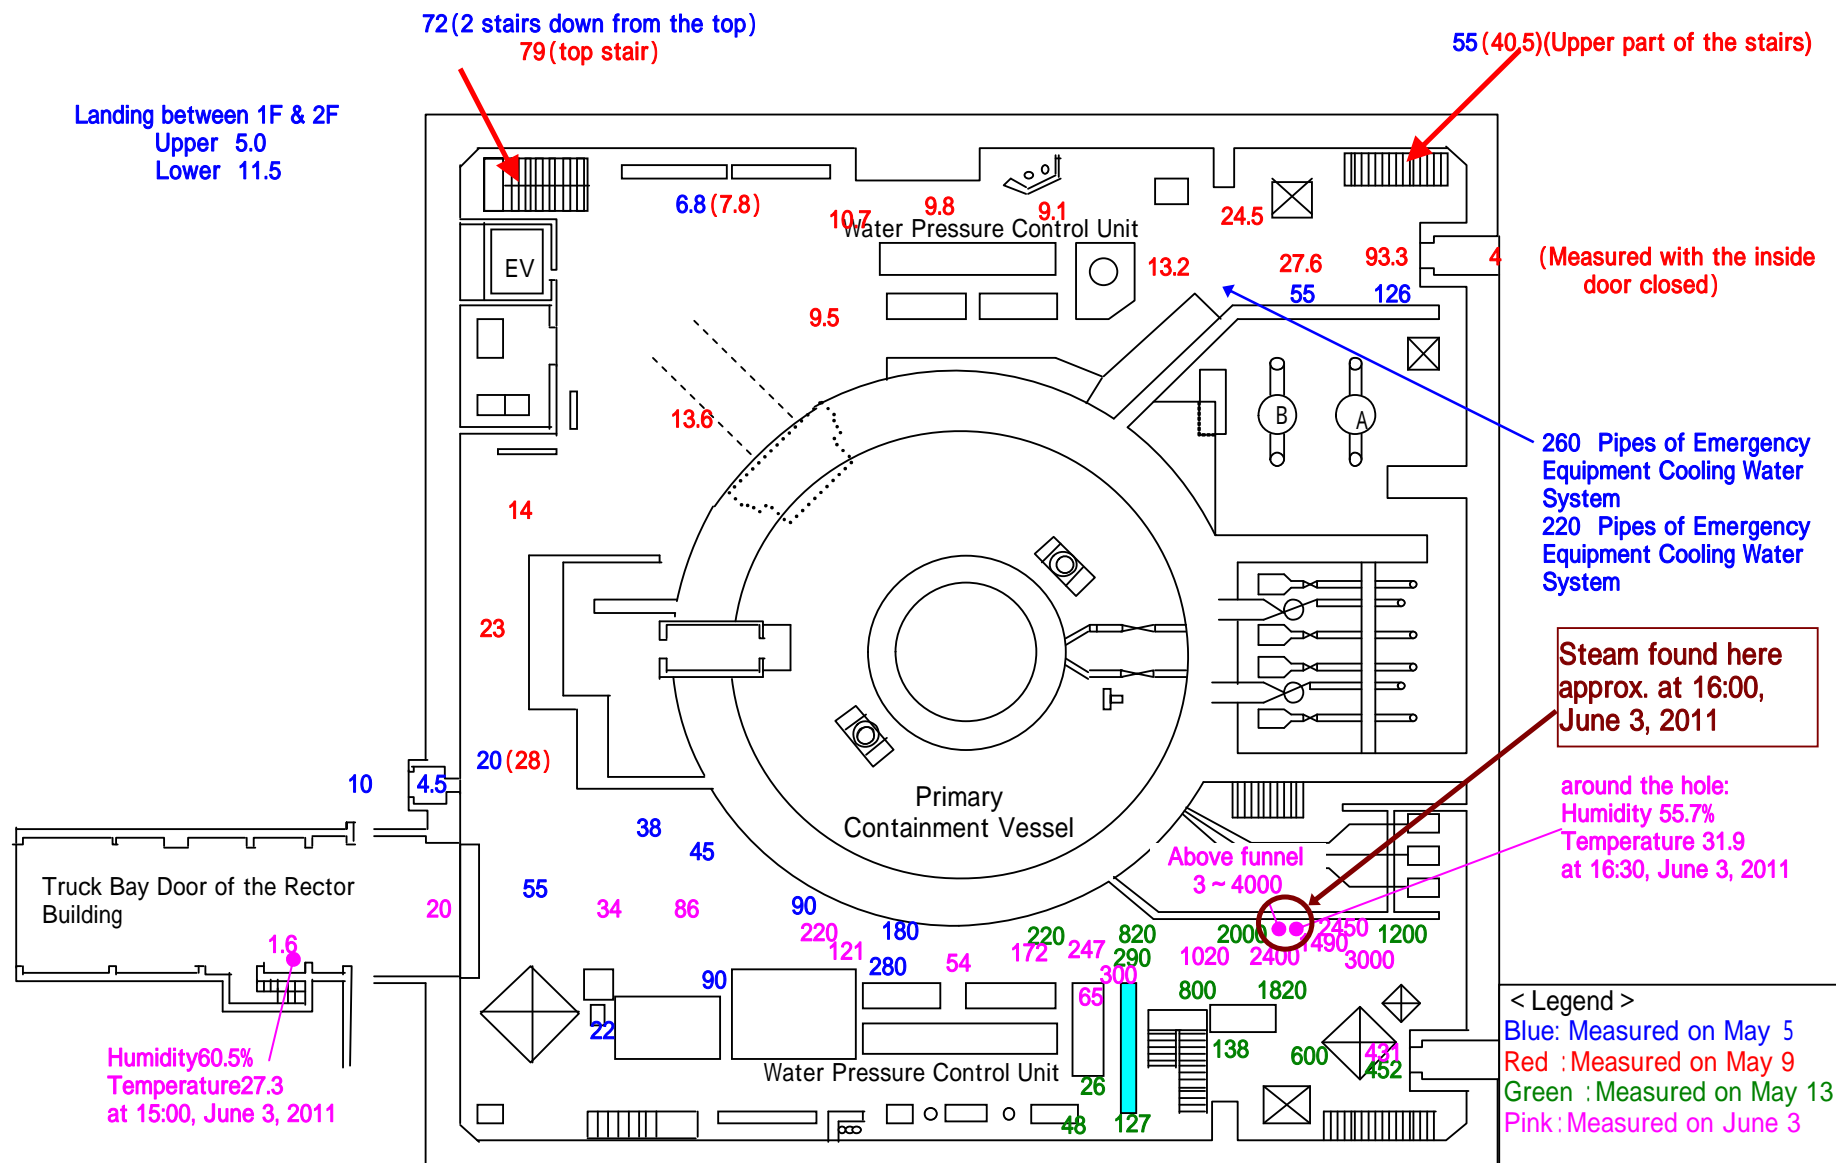 72(2 stairs down from the top)
79(top stair)
55(40.5)(Upper part of the stairs)
Landing between 1F & 2F
Upper 5.0
Lower 11.5
6.8(7.8)
10.7
9.8
9.1
24.5
Water Pressure Control Unit
EV
13.2
27.6
93.3
4
(Measured with the inside
door closed)
55
126
9.5
13.6
B
A
260 Pipes of Emergency
Equipment Cooling Water
System
220 Pipes of Emergency
Equipment Cooling Water
System
14
23
Steam found here
approx. at 16:00,
June 3, 2011
20(28)
10
4.5
Primary
Containment Vessel
around the hole:
Humidity 55.7%
Temperature 31.9
at 16:30, June 3, 2011
38
45
Above funnel
3~4000
Truck Bay Door of the Rector
Building
20
55
34
86
90
220
180
121
280
54
172
220
247
820
290
300
65
2000
1020
2400
2450
1490
3000
1200
1.6
90
800
1820
22
Humidity60.5%
Temperature27.3
at 15:00, June 3, 2011
Water Pressure Control Unit
138
600
431
452
26
48
127
<Legend>
Blue: Measured on May 5
Red :Measured on May 9
Green :Measured on May 13
Pink:Measured on June 3